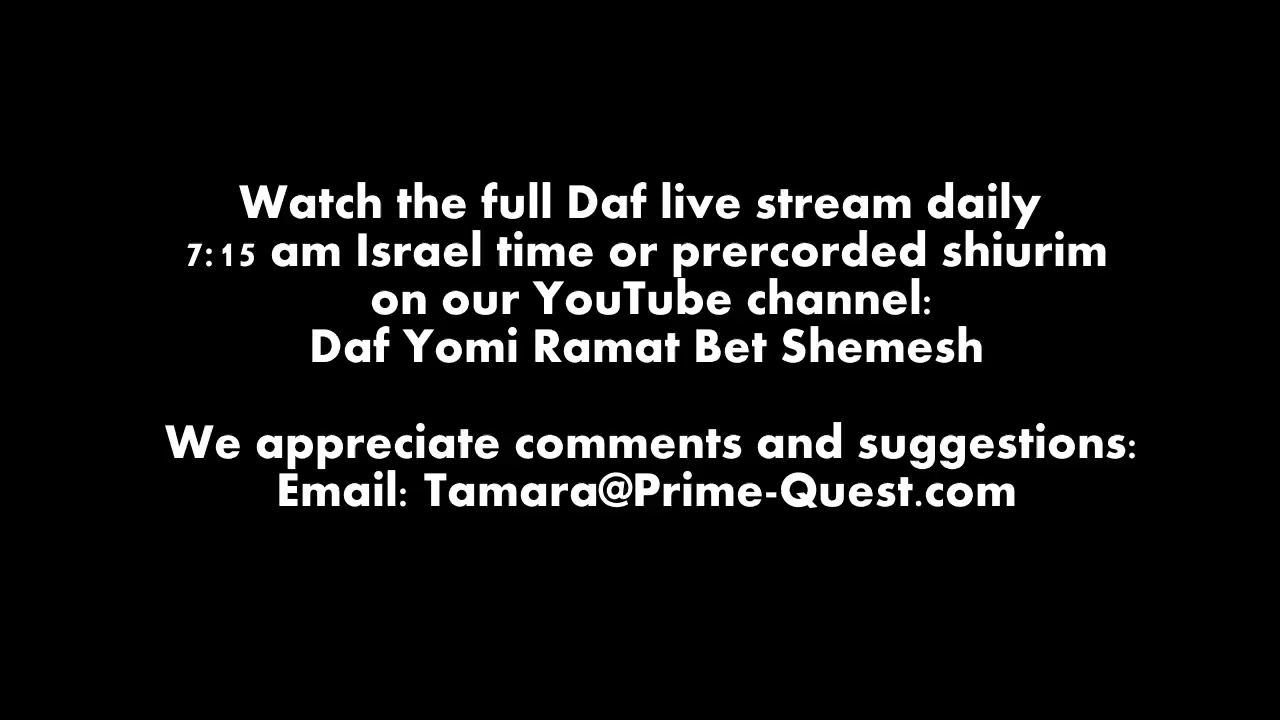 Watch the full Daf live stream daily
7:15 am Israel time or prercorded shiurim
on our YouTube channel:
Daf Yomi Ramat Bet Shemesh
We appreciate comments and suggestions:
Email: Tamara@Prime-Quest.com